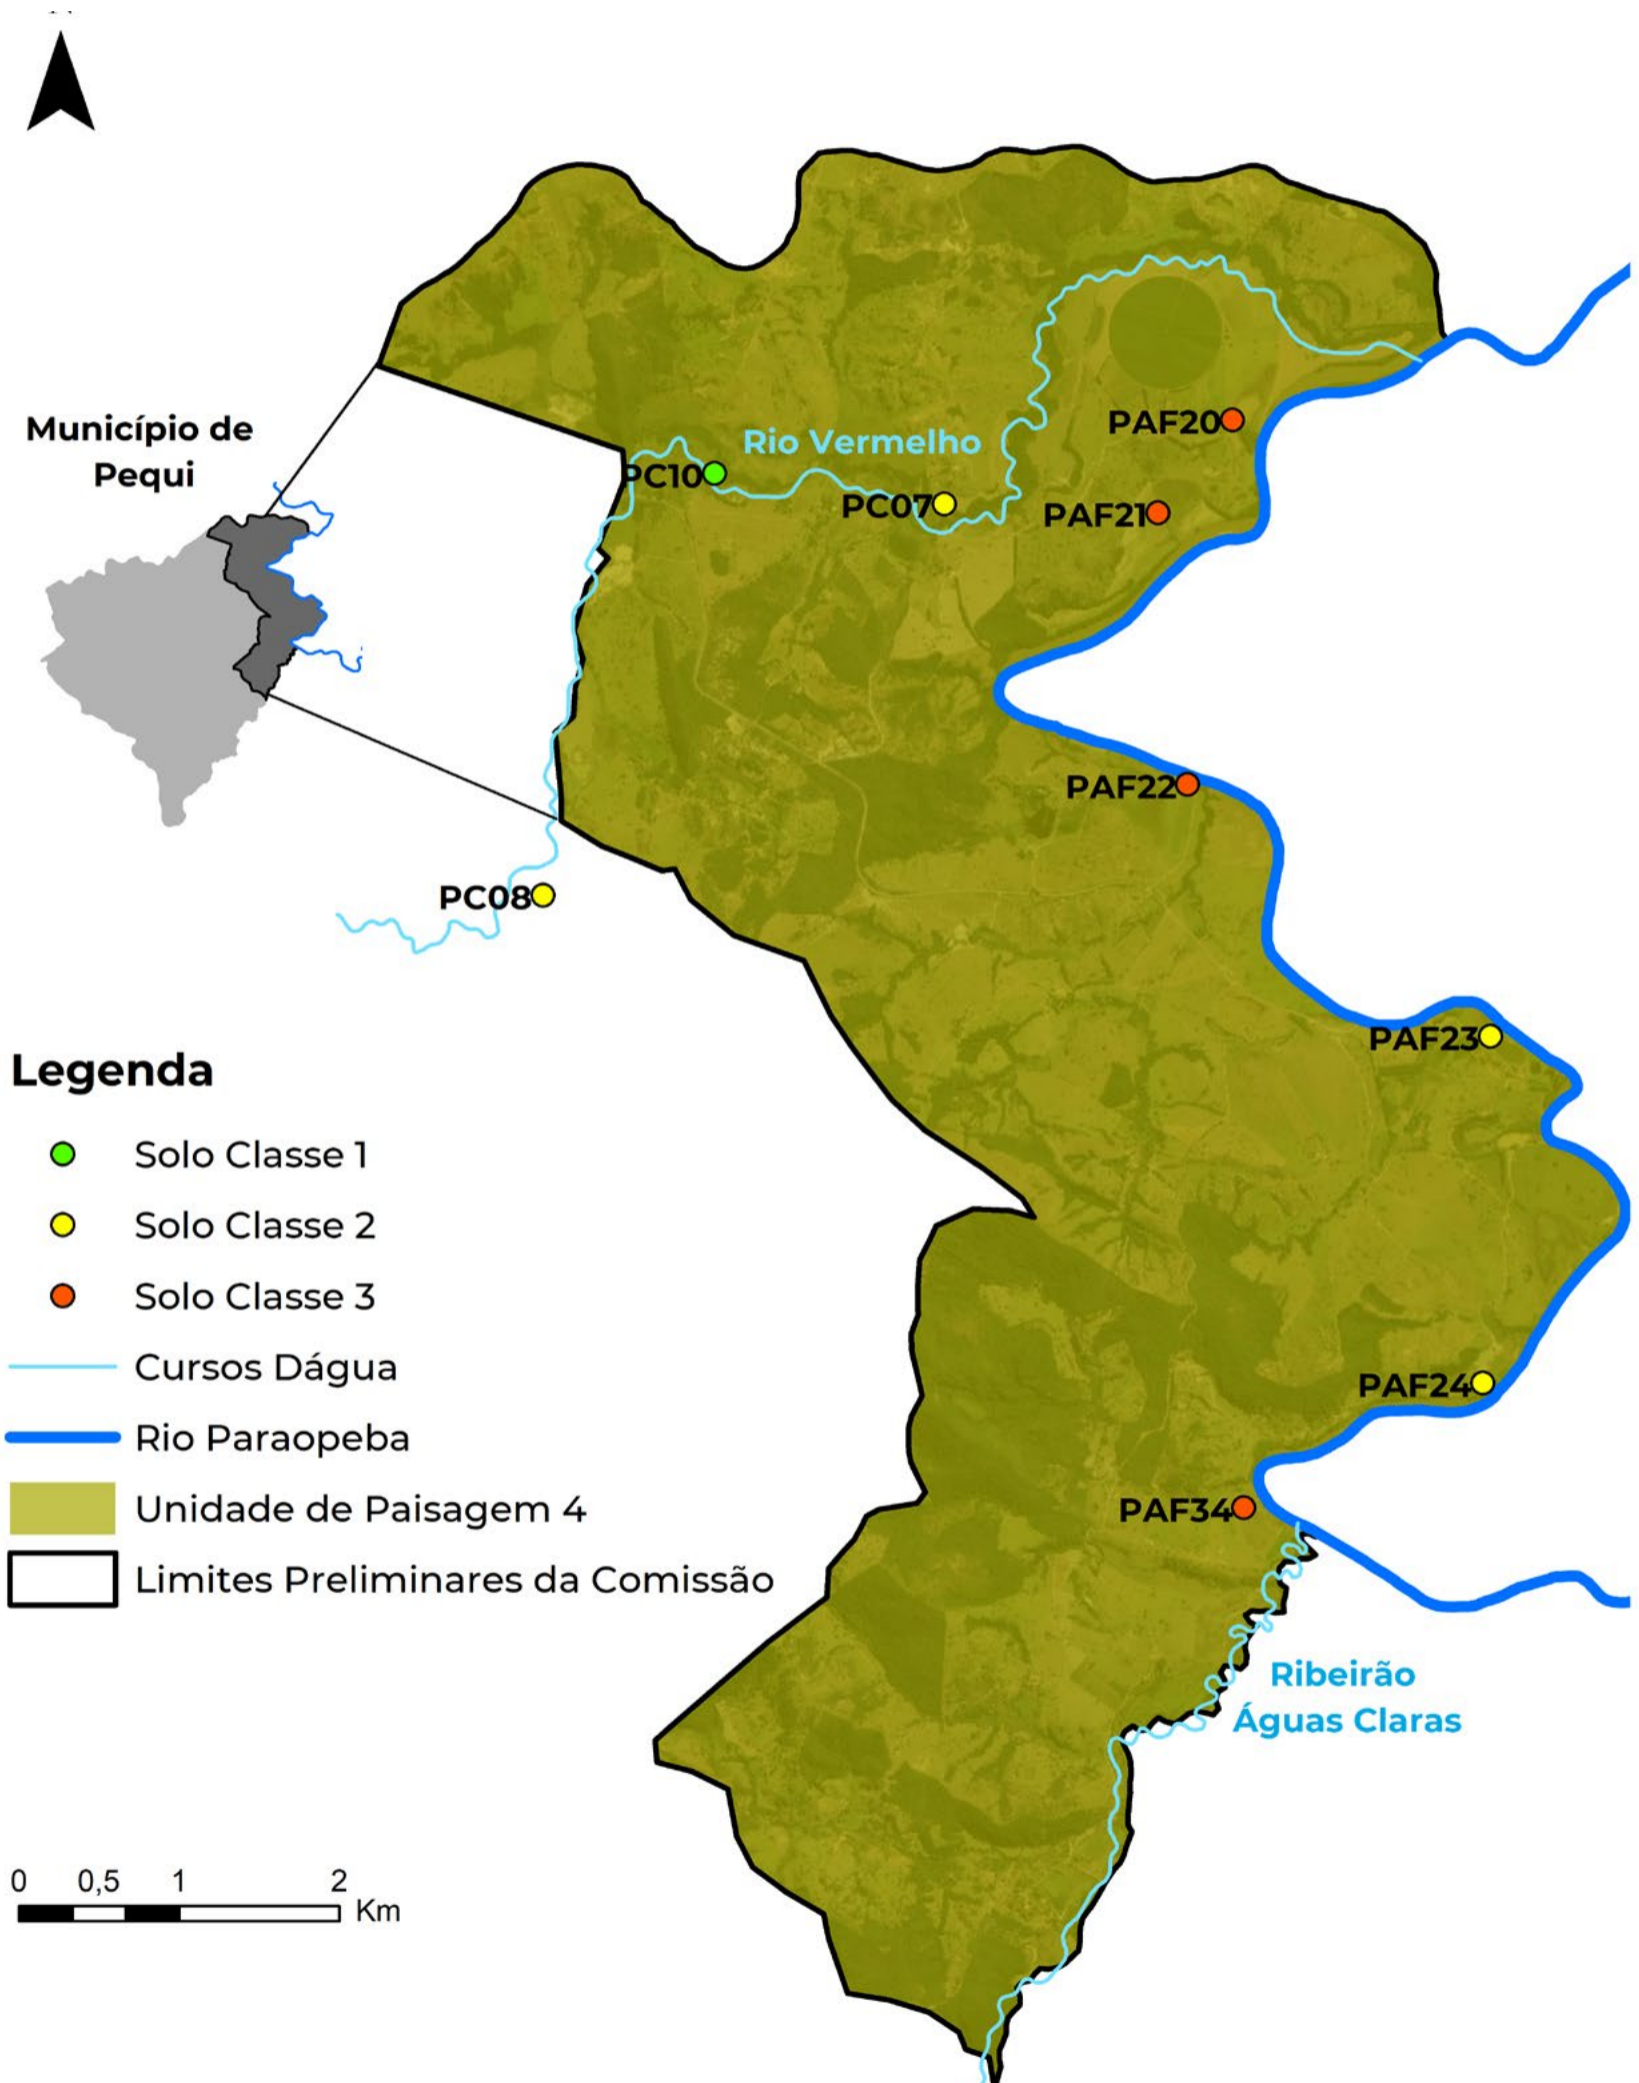 Município de
Pequi
Rio Vermelho
PAF20
PC10
PC07
PAF21
PAF22
PC08
PAF23
Legenda
Solo Classe 1
Solo Classe 2
Solo Classe 3
Cursos Dágua
Rio Paraopeba
Unidade de Paisagem 4
Limites Preliminares da Comissão
PAF24
PAF34
Ribeirão
Águas Claras
0 0,5 1 2
Km